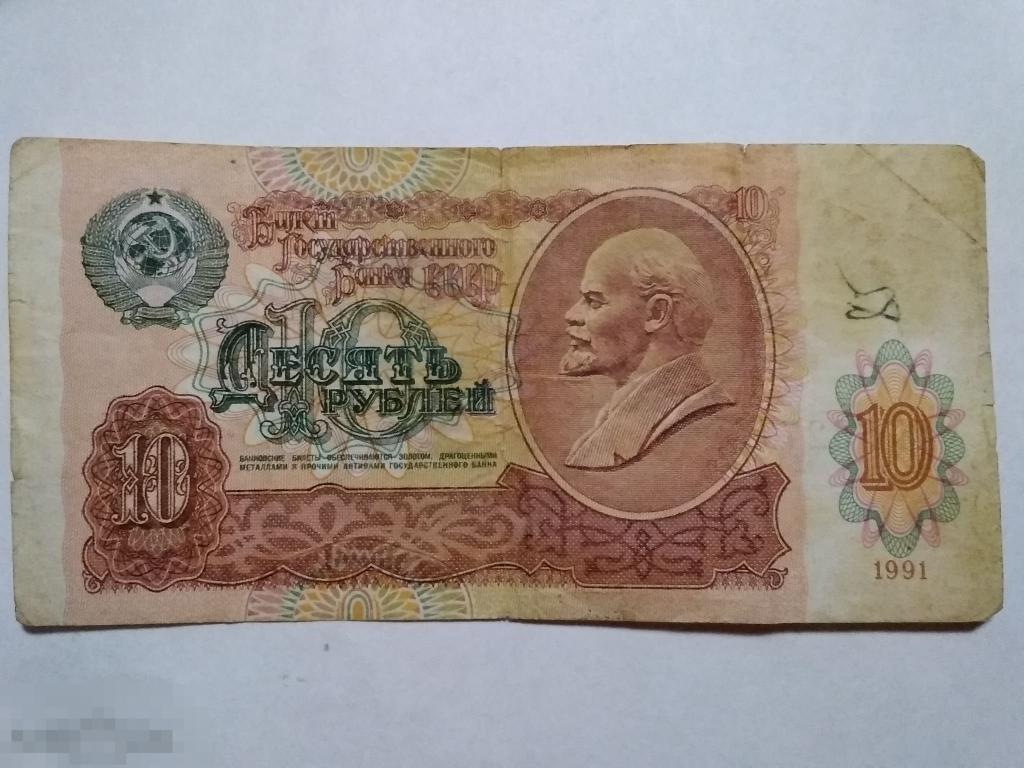 Билет
Государственного
Банка СССР
10
10
Десять
рублей
БАНКОВСКИЕ БИЛЕТЫ ОБЕСПЕЧИВАЮТСЯ ЗОЛОТОМ, ДРАГОЦЕННЫМИ
МЕТАЛЛАМИ И ПРОЧИМИ АКТИВАМИ ГОСУДАРСТВЕННОГО БАНКА
10
10
1991